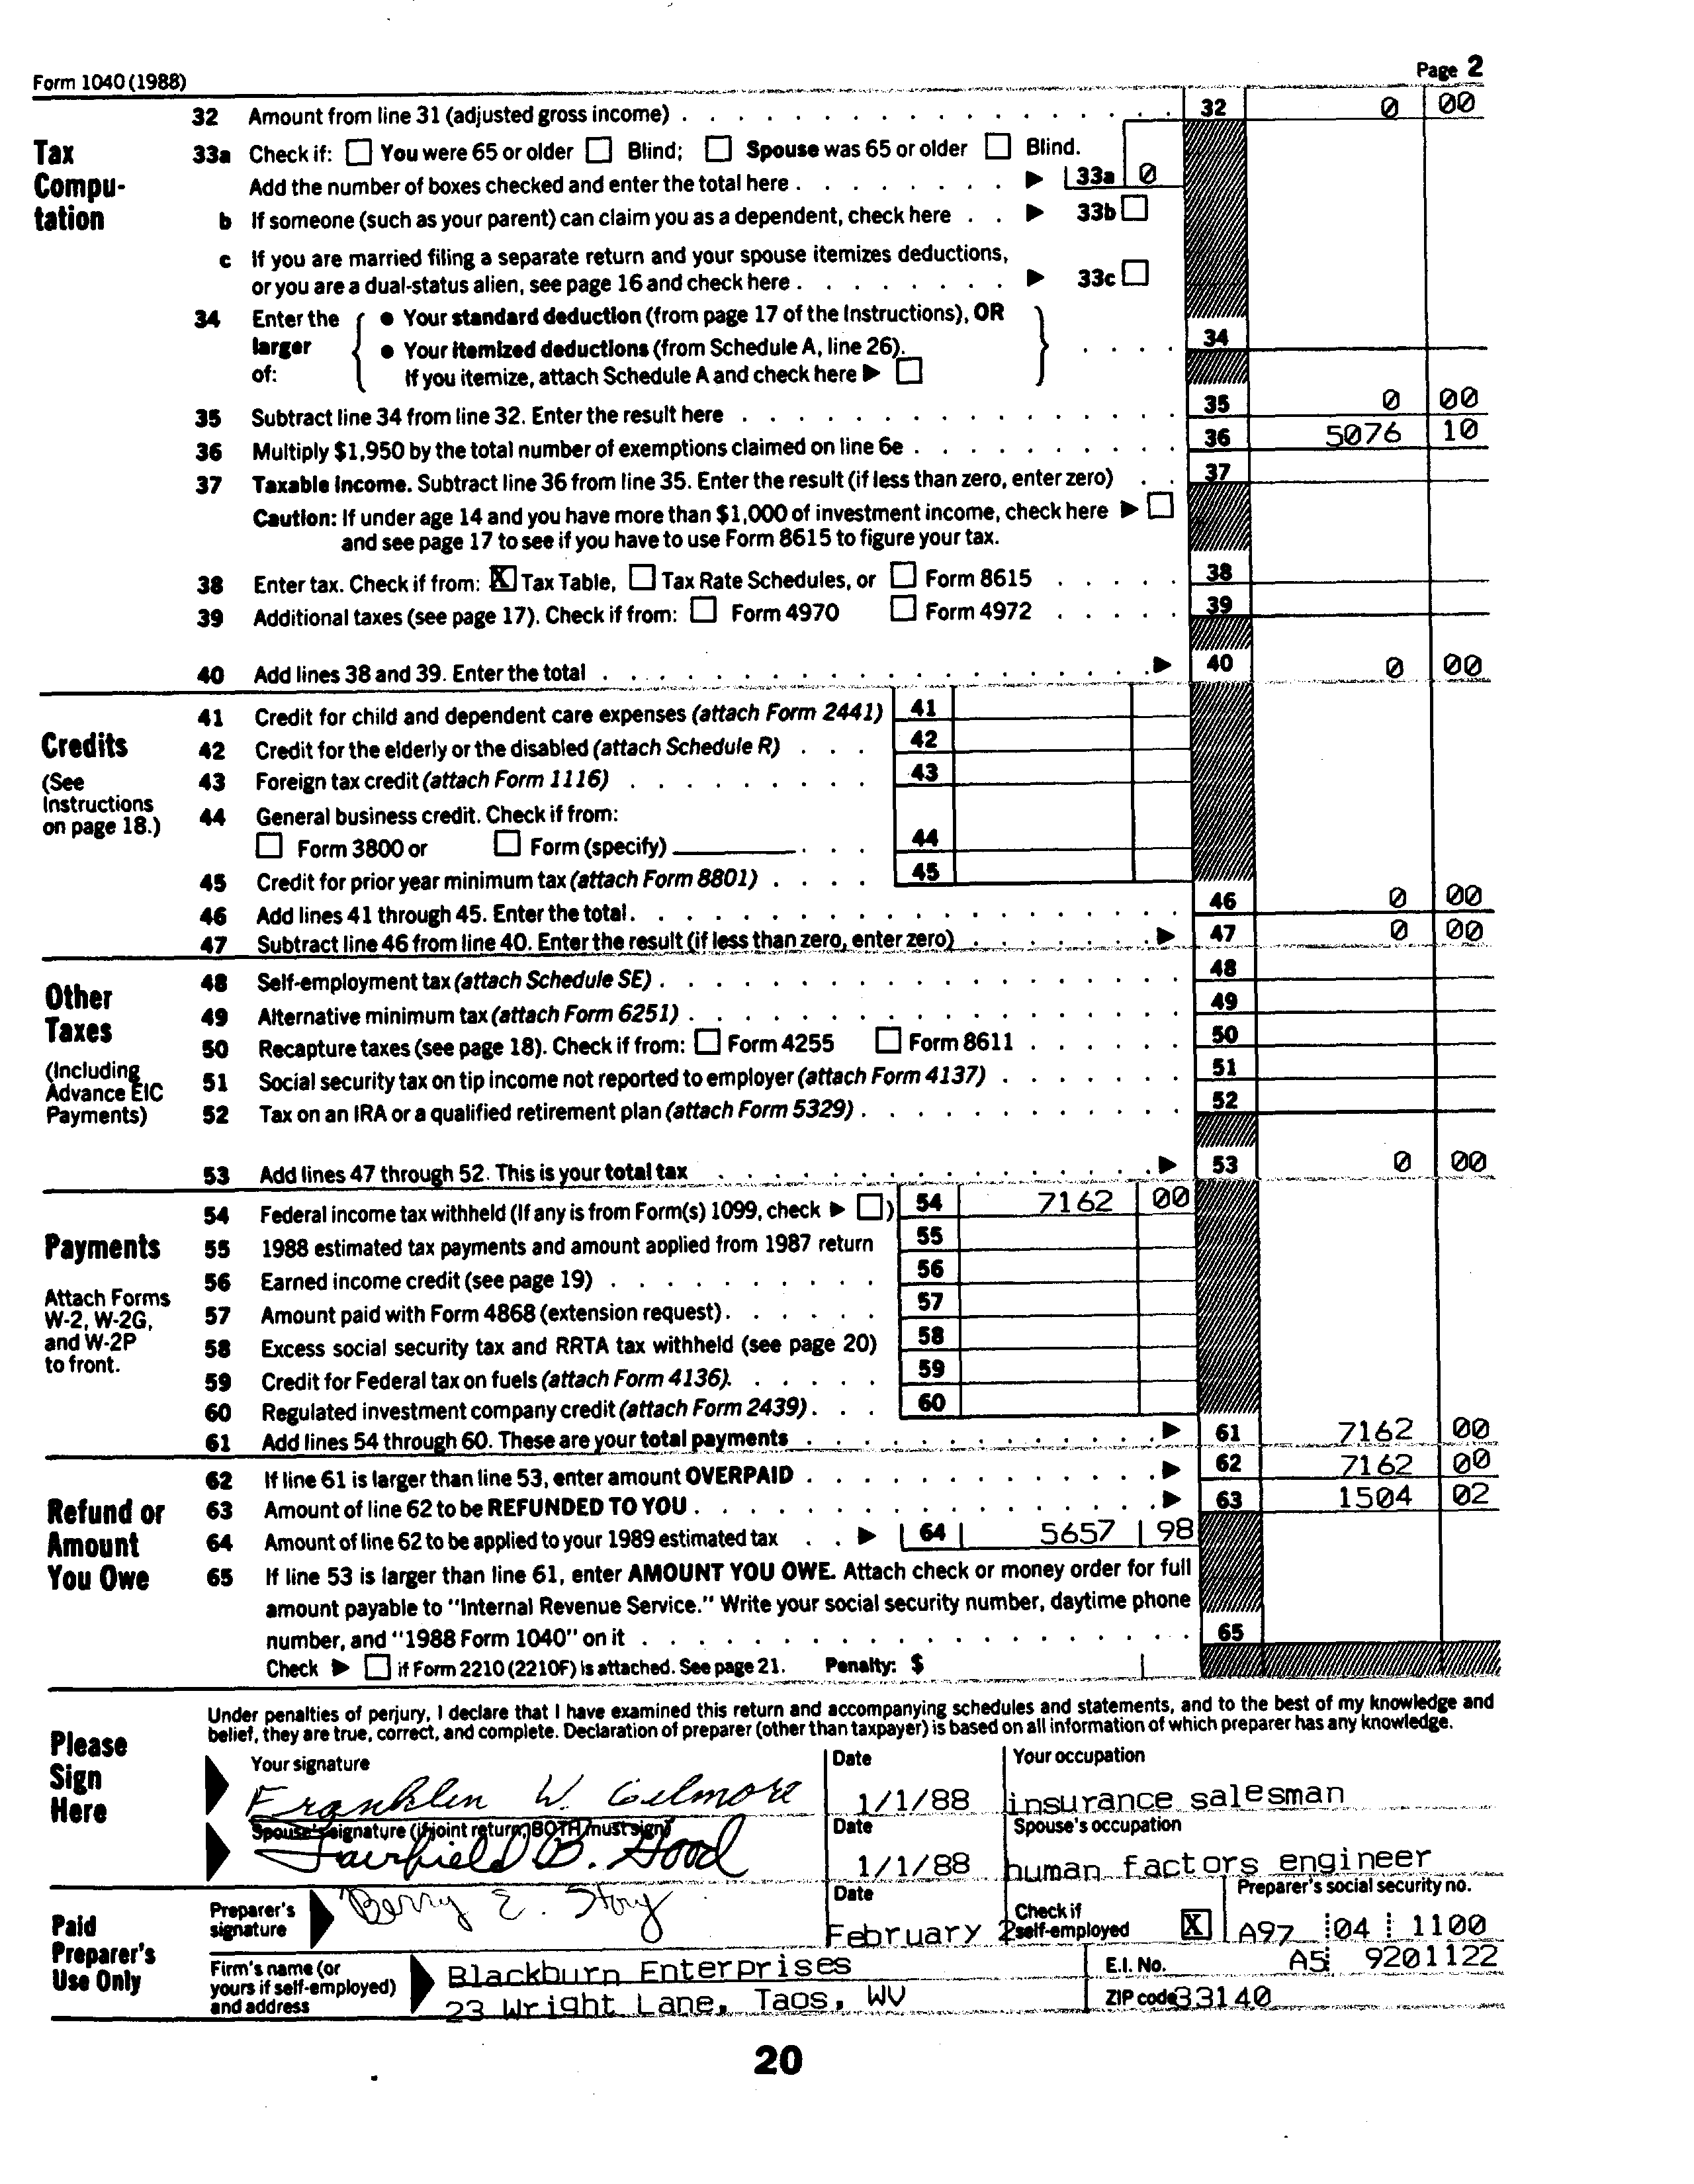 Form 1040 (1988) Page 2
Tax Computation
32 Amount from line 31 (adjusted gross income) 32 0 00
33a Check if: You were 65 or older Blind; Spouse was 65 or older Blind.
Add the number of boxes checked and enter the total here 33a 0
b If someone (such as your parent) can claim you as a dependent, check here 33b
c If you are married filing a separate return and your spouse itemizes deductions,
or you are a dual-status alien, see page 16 and check here 33c
34 Enter the larger of:
• Your standard deduction (from page 17 of the Instructions), OR
• Your itemized deductions (from Schedule A, line 26). 34
If you itemize, attach Schedule A and check here
35 Subtract line 34 from line 32. Enter the result here 35 0 00
36 Multiply $1,950 by the total number of exemptions claimed on line 6e 36 5076 10
37 Taxable income. Subtract line 36 from line 35. Enter the result (if less than zero, enter zero) 37
Caution: If under age 14 and you have more than $1,000 of investment income, check here
and see page 17 to see if you have to use Form 8615 to figure your tax.
38 Enter tax. Check if from: X Tax Table, Tax Rate Schedules, or Form 8615 38
39 Additional taxes (see page 17). Check if from: Form 4970 Form 4972 39
40 Add lines 38 and 39. Enter the total 40 0 00
Credits
(See Instructions on page 18.)
41 Credit for child and dependent care expenses (attach Form 2441) 41
42 Credit for the elderly or the disabled (attach Schedule R) 42
43 Foreign tax credit (attach Form 1116) 43
44 General business credit. Check if from:
Form 3800 or Form (specify) 44
45 Credit for prior year minimum tax (attach Form 8801) 45
46 Add lines 41 through 45. Enter the total. 46 0 00
47 Subtract line 46 from line 40. Enter the result (if less than zero, enter zero) 47 0 00
Other Taxes
(Including Advance EIC Payments)
48 Self-employment tax (attach Schedule SE) 48
49 Alternative minimum tax (attach Form 6251) 49
50 Recapture taxes (see page 18). Check if from: Form 4255 Form 8611 50
51 Social security tax on tip income not reported to employer (attach Form 4137) 51
52 Tax on an IRA or a qualified retirement plan (attach Form 5329) 52
53 Add lines 47 through 52. This is your total tax 53 0 00
Payments
Attach Forms W-2, W-2G, and W-2P to front.
54 Federal income tax withheld (If any is from Form(s) 1099, check ) 54 7162 00
55 1988 estimated tax payments and amount applied from 1987 return 55
56 Earned income credit (see page 19) 56
57 Amount paid with Form 4868 (extension request) 57
58 Excess social security tax and RRTA tax withheld (see page 20) 58
59 Credit for Federal tax on fuels (attach Form 4136). 59
60 Regulated investment company credit (attach Form 2439) 60
61 Add lines 54 through 60. These are your total payments 61 7162 00
Refund or Amount You Owe
62 If line 61 is larger than line 53, enter amount OVERPAID 62 7162 00
63 Amount of line 62 to be REFUNDED TO YOU 63 1504 02
64 Amount of line 62 to be applied to your 1989 estimated tax 64 5657 98
65 If line 53 is larger than line 61, enter AMOUNT YOU OWE. Attach check or money order for full
amount payable to "Internal Revenue Service." Write your social security number, daytime phone
number, and "1988 Form 1040" on it 65
Check if Form 2210 (2210F) is attached. See page 21. Penalty: $
Please Sign Here
Under penalties of perjury, I declare that I have examined this return and accompanying schedules and statements, and to the best of my knowledge and
belief, they are true, correct, and complete. Declaration of preparer (other than taxpayer) is based on all information of which preparer has any knowledge.
Your signature Date Your occupation
Franklin W. Gilmore 1/1/88 insurance salesman
Spouse's signature (if joint return, BOTH must sign) Date Spouse's occupation
Fairfield B. Hood 1/1/88 human factors engineer
Paid Preparer's Use Only
Preparer's signature Berry E. Story Date February 2 Check if self-employed X Preparer's social security no. A97 04 1100
Firm's name (or yours if self-employed) and address Blackburn Enterprises E.I. No. A5 9201122
23 Wright Lane, Taos, WV ZIP code 33140
20